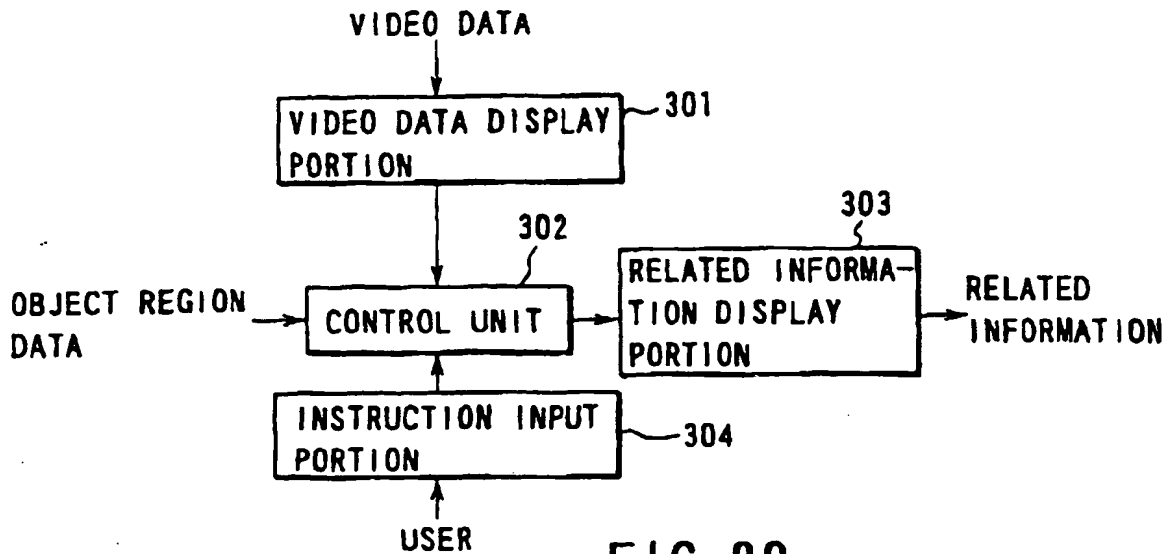 VIDEO DATA
301
VIDEO DATA DISPLAY
PORTION
302
303
OBJECT REGION
DATA
CONTROL UNIT
RELATED INFORMA-
TION DISPLAY
PORTION
RELATED
INFORMATION
INSTRUCTION INPUT
PORTION
304
USER